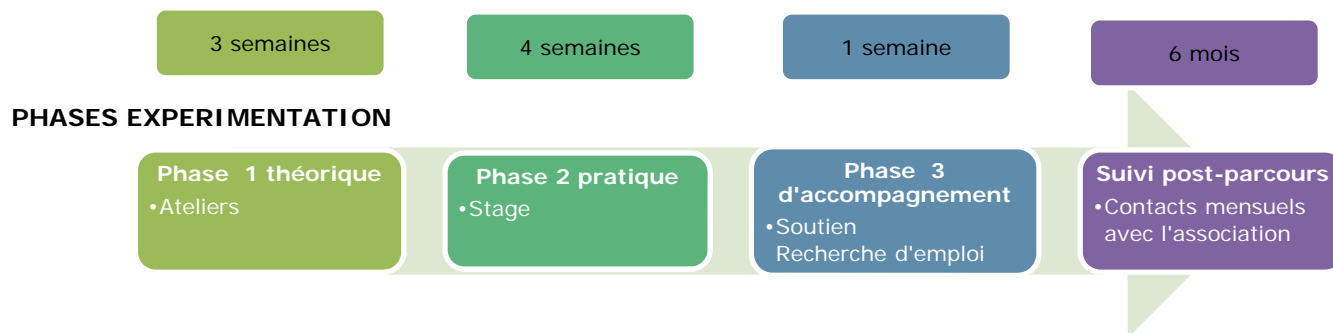 3 semaines
4 semaines
1 semaine
6 mois
PHASES EXPERIMENTATION
Phase 1 théorique
•Ateliers
Phase 2 pratique
•Stage
Phase 3
d'accompagnement
•Soutien
Recherche d'emploi
Suivi post-parcours
•Contacts mensuels
avec l'association